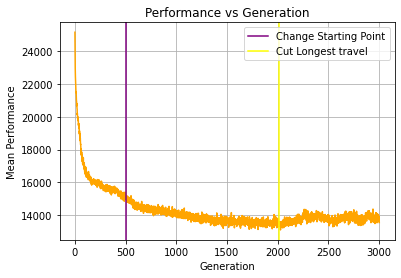 Performance vs Generation
Change Starting Point
Cut Longest travel
24000
22000
20000
18000
16000
14000
Mean Performance
0 500 1000 1500 2000 2500 3000
Generation